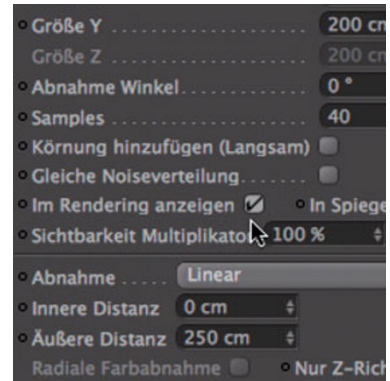 Größe Y 200 cm
Größe Z 200 cm
Abnahme Winkel 0 °
Samples 40
Körnung hinzufügen (Langsam)
Gleiche Noiseverteilung
Im Rendering anzeigen In Spiege
Sichtbarkeit Multiplikator 100 %
Abnahme Linear
Innere Distanz 0 cm
Äußere Distanz 250 cm
Radiale Farbabnahme Nur Z-Rich